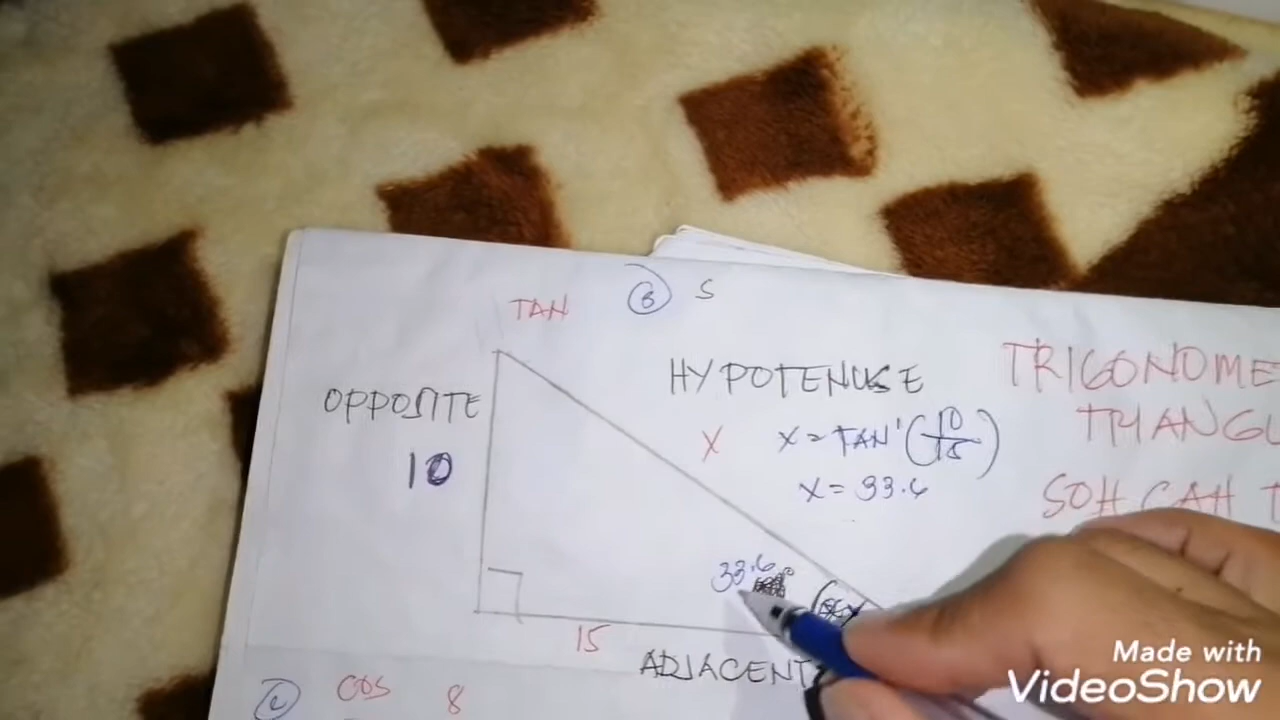 TAN
B S
HYPOTENUSE
OPPOSITE
10
X
X = TAN' (10/15)
X = 33.6
TRIGONOME
TRYANGL
SOH CAH T
33.6°
15
ADJACENT
COS 8
Made with
VideoShow